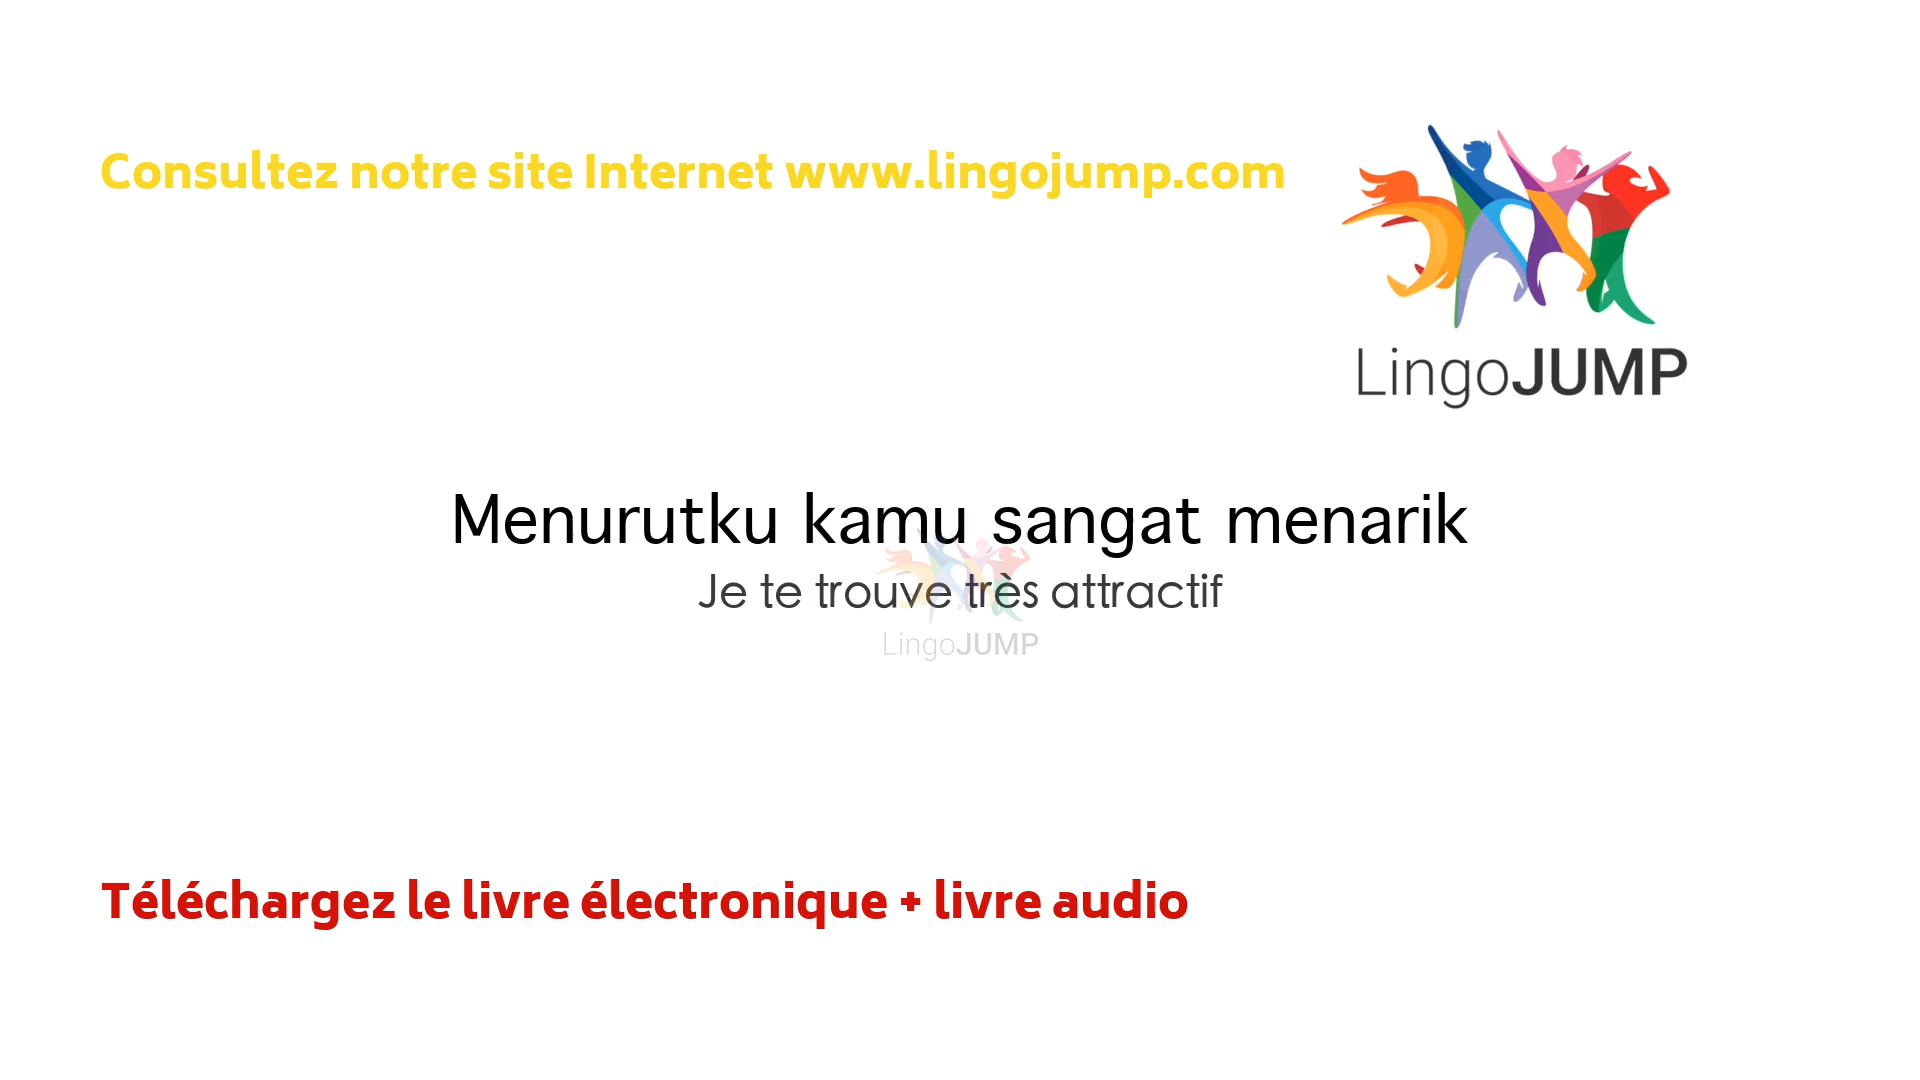 Consultez notre site Internet www.lingojump.com
LingoJUMP
Menurutku kamu sangat menarik
Je te trouve très attractif
LingoJUMP
Téléchargez le livre électronique + livre audio